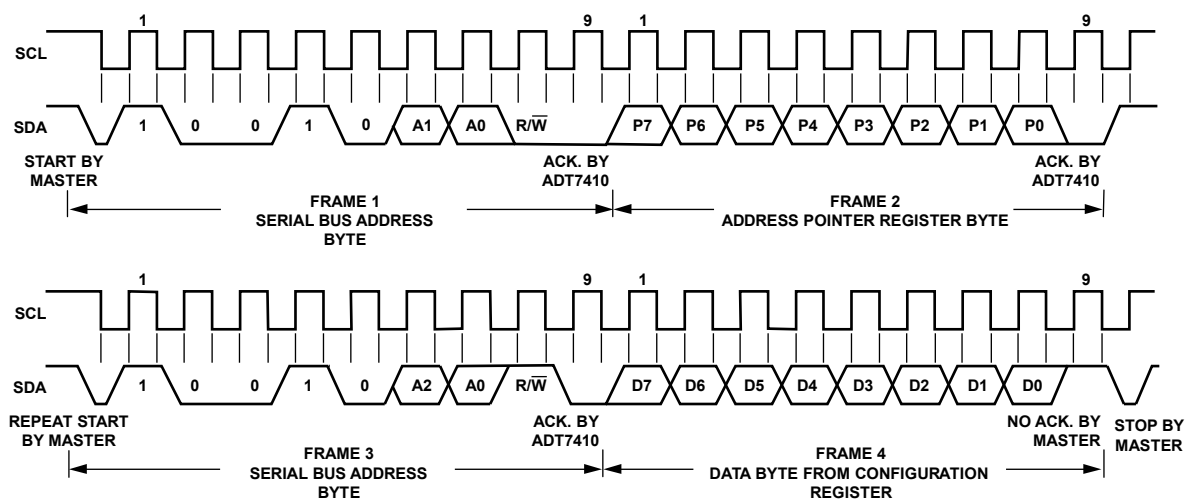 1 9 1 9
SCL
SDA 1 0 0 1 0 A1 A0 R/W̅ P7 P6 P5 P4 P3 P2 P1 P0
START BY
MASTER
ACK. BY
ADT7410
ACK. BY
ADT7410
FRAME 1
SERIAL BUS ADDRESS
BYTE
FRAME 2
ADDRESS POINTER REGISTER BYTE
1 9 1 9
SCL
SDA 1 0 0 1 0 A2 A0 R/W̅ D7 D6 D5 D4 D3 D2 D1 D0
REPEAT START
BY MASTER
ACK. BY
ADT7410
NO ACK. BY
MASTER
STOP BY
MASTER
FRAME 3
SERIAL BUS ADDRESS
BYTE
FRAME 4
DATA BYTE FROM CONFIGURATION
REGISTER